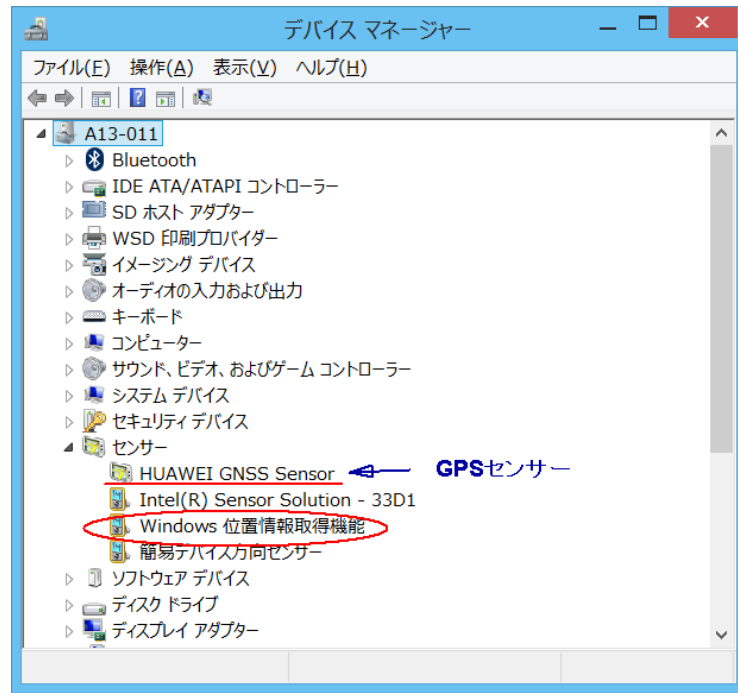 デバイス マネージャー
ファイル(F) 操作(A) 表示(V) ヘルプ(H)
A13-011
Bluetooth
IDE ATA/ATAPI コントローラー
SD ホスト アダプター
WSD 印刷プロバイダー
イメージング デバイス
オーディオの入力および出力
キーボード
コンピューター
サウンド、ビデオ、およびゲーム コントローラー
システム デバイス
セキュリティ デバイス
センサー
HUAWEI GNSS Sensor GPSセンサー
Intel(R) Sensor Solution - 33D1
Windows 位置情報取得機能
簡易デバイス方向センサー
ソフトウェア デバイス
ディスク ドライブ
ディスプレイ アダプター